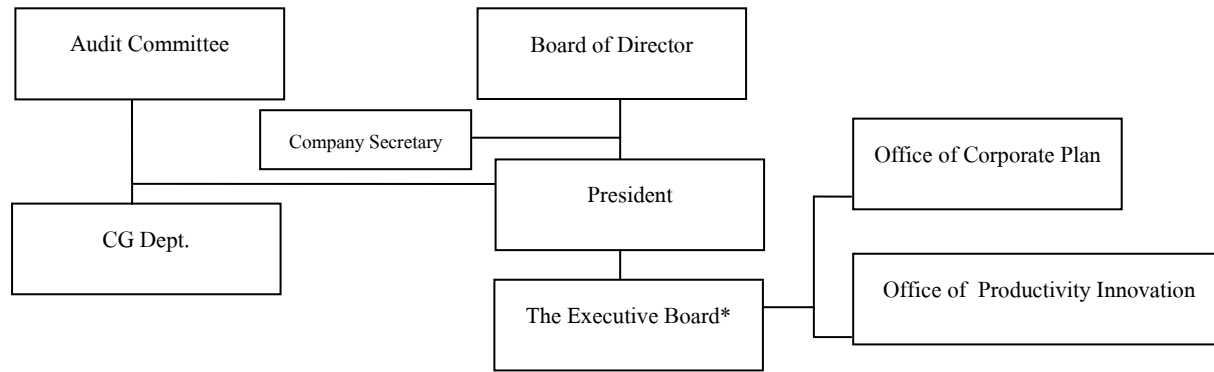 Audit Committee
Board of Director
Company Secretary
Office of Corporate Plan
President
CG Dept.
Office of Productivity Innovation
The Executive Board*